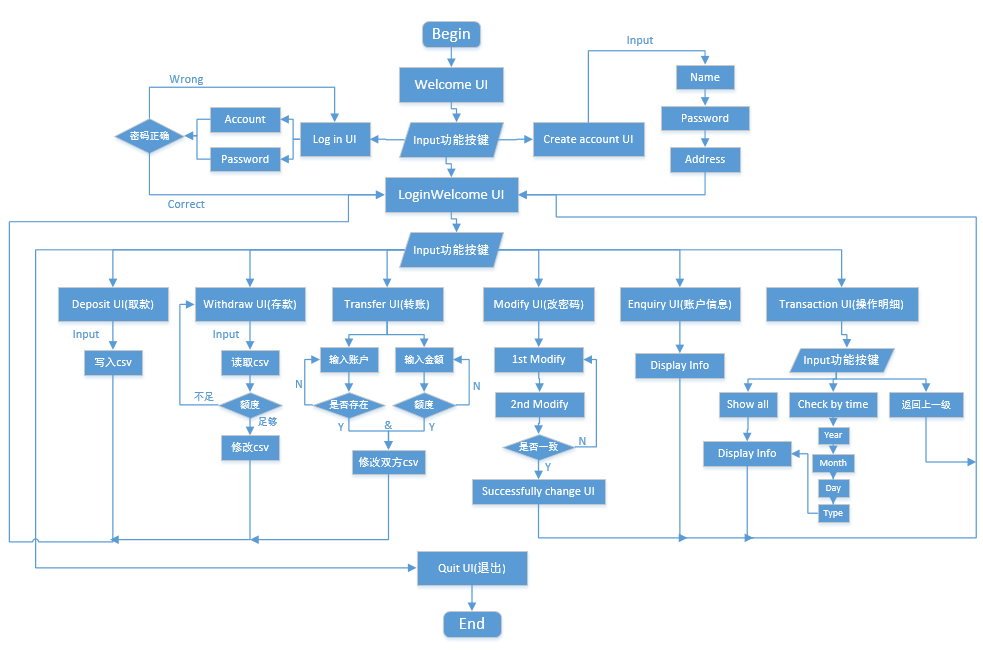 Begin
Input
Welcome UI
Name
Wrong
Account
Password
密码正确
Log in UI
Input功能按键
Create account UI
Password
Address
Correct
LoginWelcome UI
Input功能按键
Deposit UI(取款)
Withdraw UI(存款)
Transfer UI(转账)
Modify UI(改密码)
Enquiry UI(账户信息)
Transaction UI(操作明细)
Input
Input
写入csv
读取csv
输入账户
输入金额
1st Modify
Display Info
Input功能按键
N
N
不足
额度
足够
是否存在
额度
2nd Modify
Show all
Check by time
返回上一级
Y
&
Y
修改csv
是否一致
N
Year
Display Info
Month
修改双方csv
Y
Day
Successfully change UI
Type
Quit UI(退出)
End